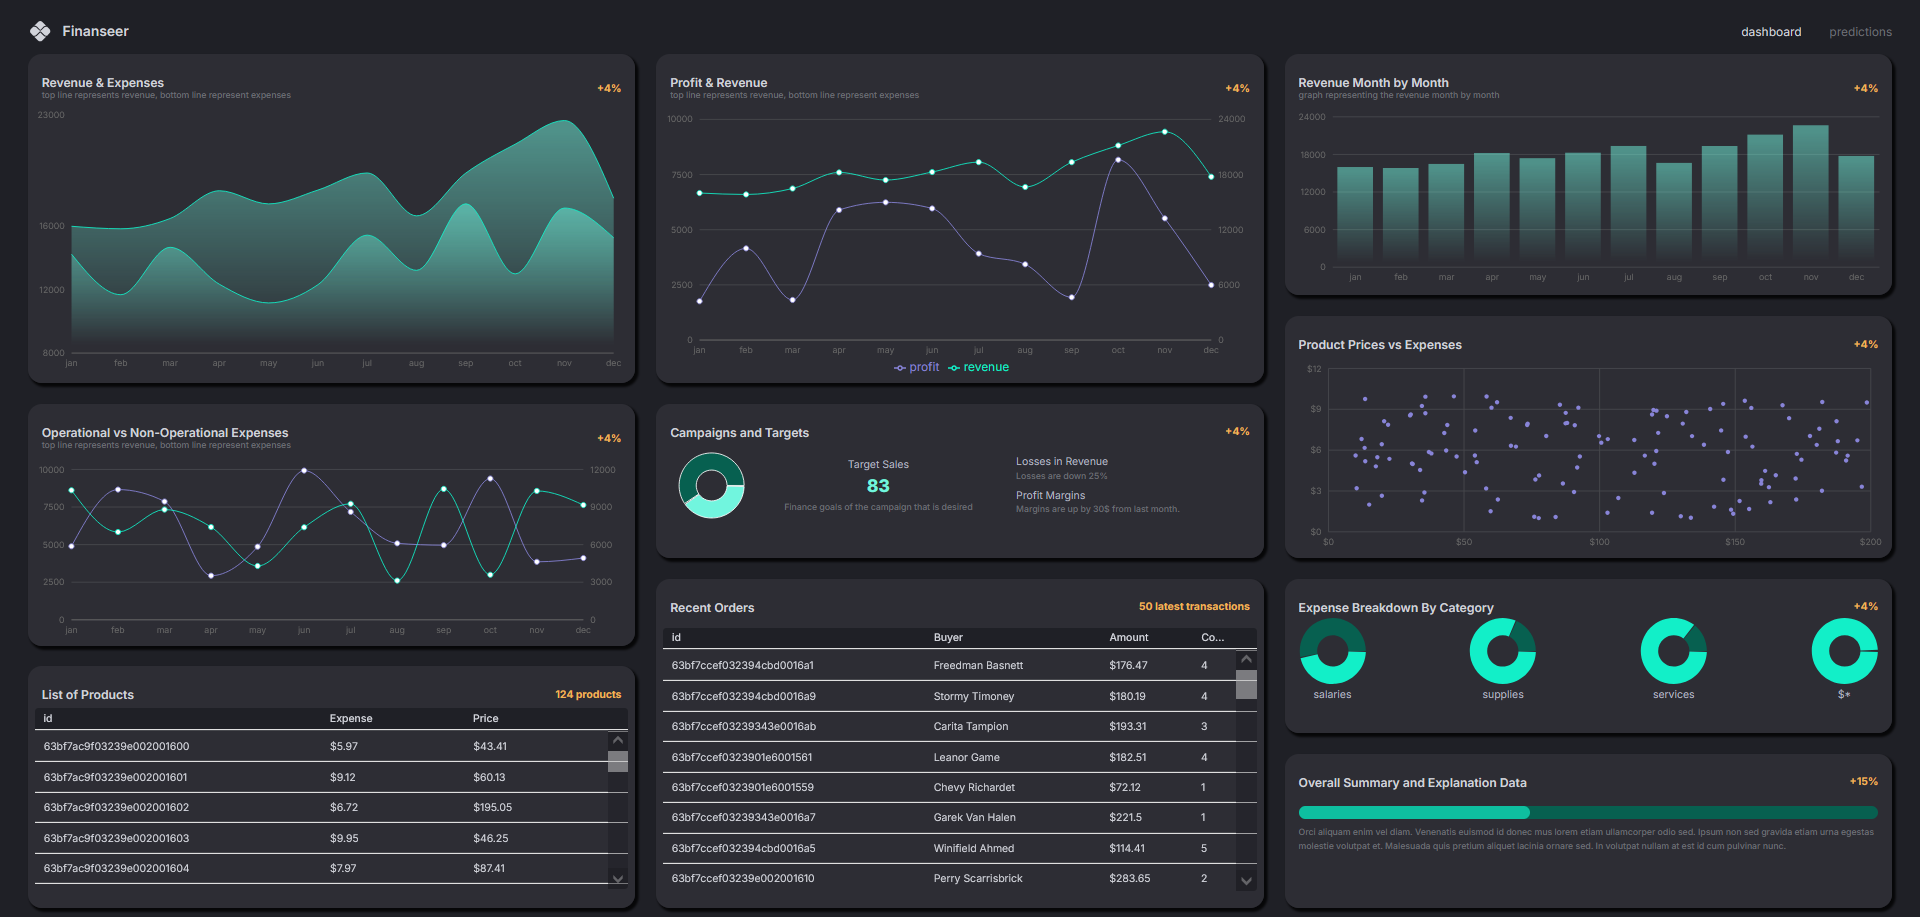 Finanseer
dashboard predictions
Revenue & Expenses
top line represents revenue, bottom line represent expenses
+4%
23000
16000
12000
8000
jan feb mar apr may jun jul aug sep oct nov dec
Profit & Revenue
top line represents revenue, bottom line represent expenses
+4%
10000 24000
7500 18000
5000 12000
2500 6000
0 0
jan feb mar apr may jun jul aug sep oct nov dec
profit revenue
Revenue Month by Month
graph representing the revenue month by month
+4%
24000
18000
12000
6000
0
jan feb mar apr may jun jul aug sep oct nov dec
Operational vs Non-Operational Expenses
top line represents revenue, bottom line represent expenses
+4%
10000 12000
7500 9000
5000 6000
2500 3000
0 0
jan feb mar apr may jun jul aug sep oct nov dec
Campaigns and Targets
+4%
Target Sales
83
Finance goals of the campaign that is desired
Losses in Revenue
Losses are down 25%
Profit Margins
Margins are up by 30$ from last month.
Product Prices vs Expenses
+4%
$12
$9
$6
$3
$0
$0 $50 $100 $150 $200
List of Products
124 products
id Expense Price
63bf7ac9f03239e002001600 $5.97 $43.41
63bf7ac9f03239e002001601 $9.12 $60.13
63bf7ac9f03239e002001602 $6.72 $195.05
63bf7ac9f03239e002001603 $9.95 $46.25
63bf7ac9f03239e002001604 $7.97 $87.41
Recent Orders
50 latest transactions
id Buyer Amount Co...
63bf7ccef032394cbd0016a1 Freedman Basnett $176.47 4
63bf7ccef032394cbd0016a9 Stormy Timoney $180.19 4
63bf7ccef03239343e0016ab Carita Tampion $193.31 3
63bf7ccef0323901e6001561 Leanor Game $182.51 4
63bf7ccef0323901e6001559 Chevy Richardet $72.12 1
63bf7ccef03239343e0016a7 Garek Van Halen $221.5 1
63bf7ccef032394cbd0016a5 Winifield Ahmed $114.41 5
63bf7ccef03239e002001610 Perry Scarrisbrick $283.65 2
Expense Breakdown By Category
+4%
salaries supplies services $*
Overall Summary and Explanation Data
+15%
Orci aliquam enim vel diam. Venenatis euismod id donec mus lorem etiam ullamcorper odio sed. Ipsum non sed gravida etiam urna egestas
molestie volutpat et. Malesuada quis pretium aliquet lacinia ornare sed. In volutpat nullam at est id cum pulvinar nunc.